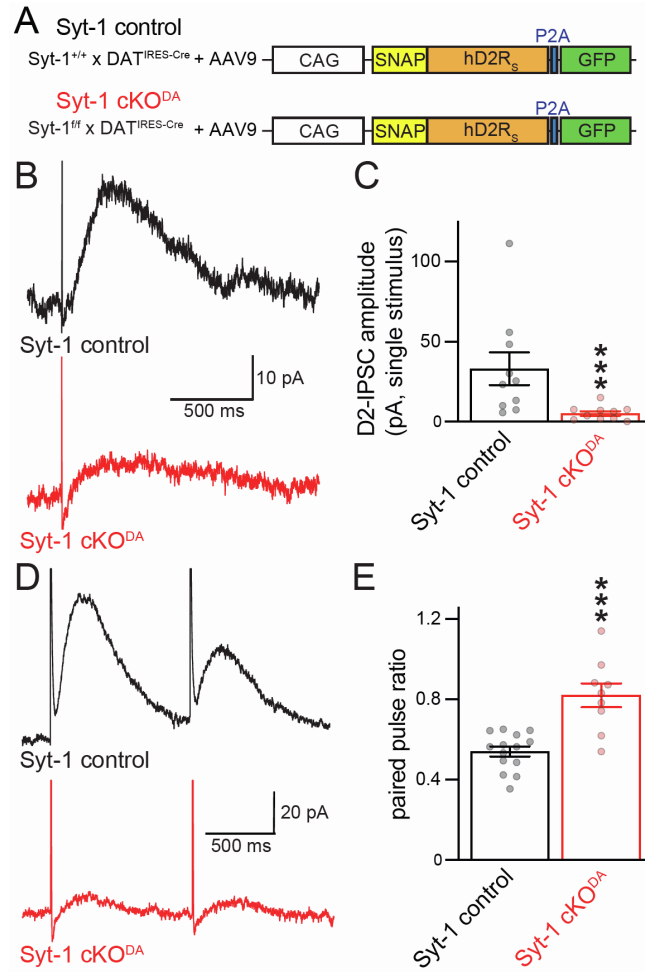 A
Syt-1 control
Syt-1+/+ x DATIRES-Cre + AAV9
CAG
SNAP
hD2RS
P2A
GFP
Syt-1 cKODA
Syt-1f/f x DATIRES-Cre + AAV9
CAG
SNAP
hD2RS
P2A
GFP
B
Syt-1 control
10 pA
500 ms
Syt-1 cKODA
C
D2-IPSC amplitude
(pA, single stimulus)
100
50
0
***
Syt-1 control
Syt-1 cKODA
D
Syt-1 control
20 pA
500 ms
Syt-1 cKODA
E
paired pulse ratio
1.2
0.8
0.4
0
***
Syt-1 control
Syt-1 cKODA